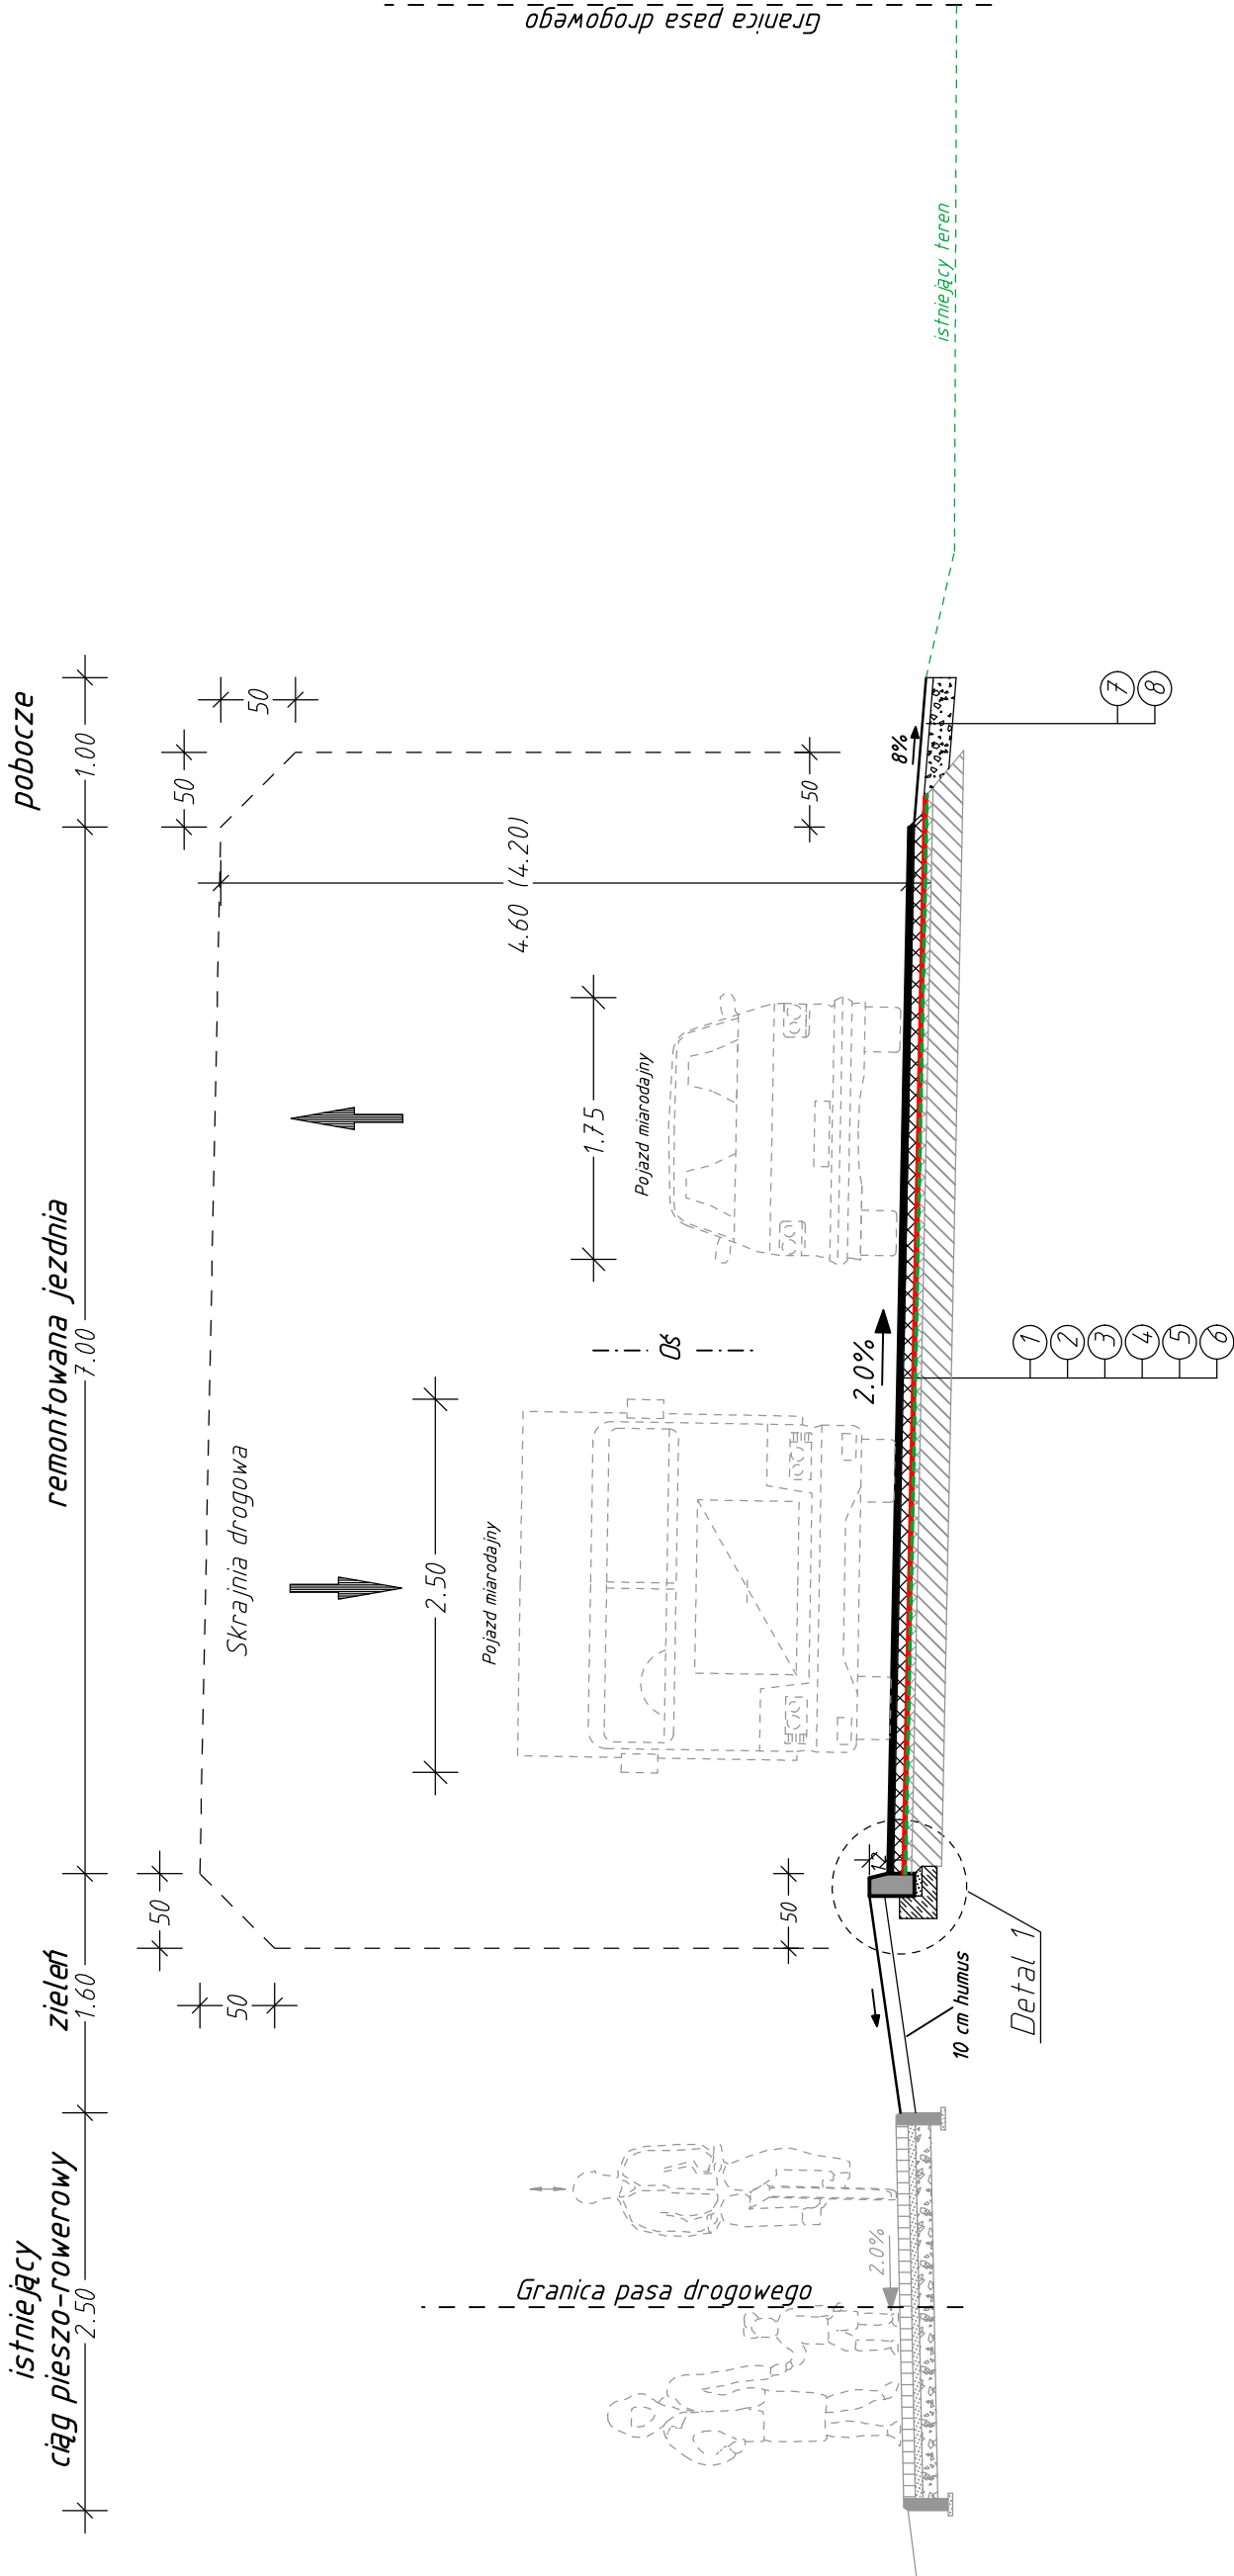 istniejący
ciąg pieszo-rowerowy
2.50
zieleń
1.60
remontowana jezdnia
7.00
pobocze
1.00
50
50
50
50
Skrajnia drogowa
2.50
Pojazd miarodajny
4.60 (4.20)
1.75
Pojazd miarodajny
Oś
50
50
Granica pasa drogowego
Granica pasa drogowego
2.0%
2.0%
8%
12
istniejący teren
10 cm humus
Detal 1
1
2
3
4
5
6
7
8